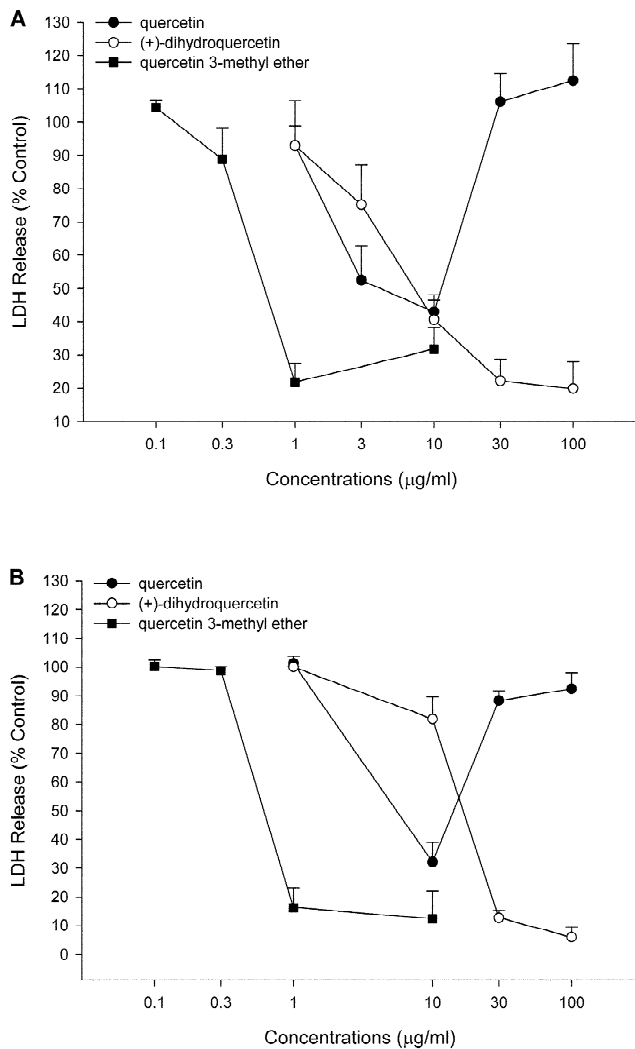 A
quercetin
(+)-dihydroquercetin
quercetin 3-methyl ether
LDH Release (% Control)
130
120
110
100
90
80
70
60
50
40
30
20
10
0.1 0.3 1 3 10 30 100
Concentrations (μg/ml)
B
quercetin
(+)-dihydroquercetin
quercetin 3-methyl ether
LDH Release (% Control)
130
120
110
100
90
80
70
60
50
40
30
20
10
0
0.1 0.3 1 10 30 100
Concentrations (μg/ml)